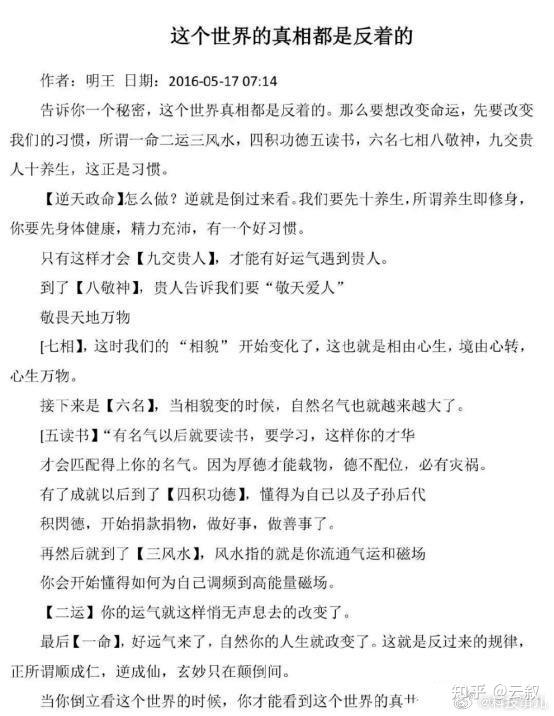 这个世界的真相都是反着的
作者：明王 日期：2016-05-17 07:14
告诉你一个秘密，这个世界真相都是反着的。那么要想改变命运，先要改变
我们的习惯，所谓一命二运三风水，四积功德五读书，六名七相八敬神，九交贵
人十养生，这正是习惯。
【逆天政命】怎么做？逆就是倒过来看。我们要先十养生，所谓养生即修身，
你要先身体健康，精力充沛，有一个好习惯。
只有这样才会【九交贵人】，才能有好运气遇到贵人。
到了【八敬神】，贵人告诉我们要“敬天爱人”
敬畏天地万物
[七相】，这时我们的 “相貌” 开始变化了，这也就是相由心生，境由心转，
心生万物。
接下来是【六名】，当相貌变的时候，自然名气也就越来越大了。
[五读书】“有名气以后就要读书，要学习，这样你的才华
才会匹配得上你的名气。因为厚德才能载物，德不配位，必有灾祸。
有了成就以后到了【四积功德】，懂得为自己以及子孙后代
积閃德，开始捐款捐物，做好事，做善事了。
再然后就到了【三风水】，风水指的就是你流通气运和磁场
你会开始懂得如何为自己调频到高能量磁场。
【二运】你的运气就这样悄无声息去的改变了。
最后【一命】，好远气来了，自然你的人生就政变了。这就是反过来的规律，
正所谓顺成仁，逆成仙，玄妙只在颠倒间。
当你倒立看这个世界的时候，你才能看到这个世界的真
知乎 @云叙